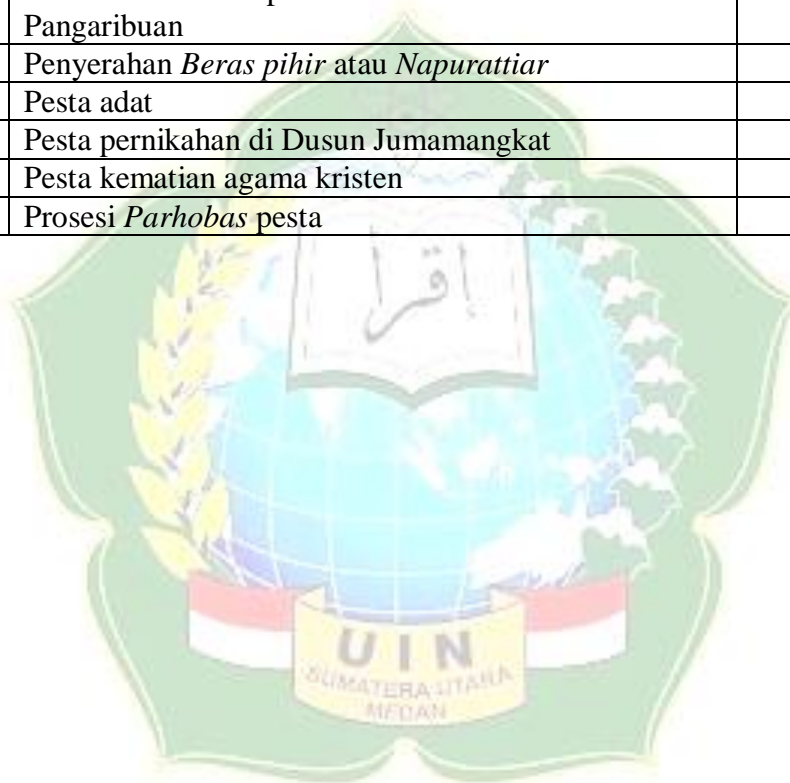 Pangaribuan
Penyerahan Beras pihir atau Napurattiar
Pesta adat
Pesta pernikahan di Dusun Jumamangkat
Pesta kematian agama kristen
Prosesi Parhobas pesta
اقرأ
UIN
SUMATERA UTARA
MEDAN